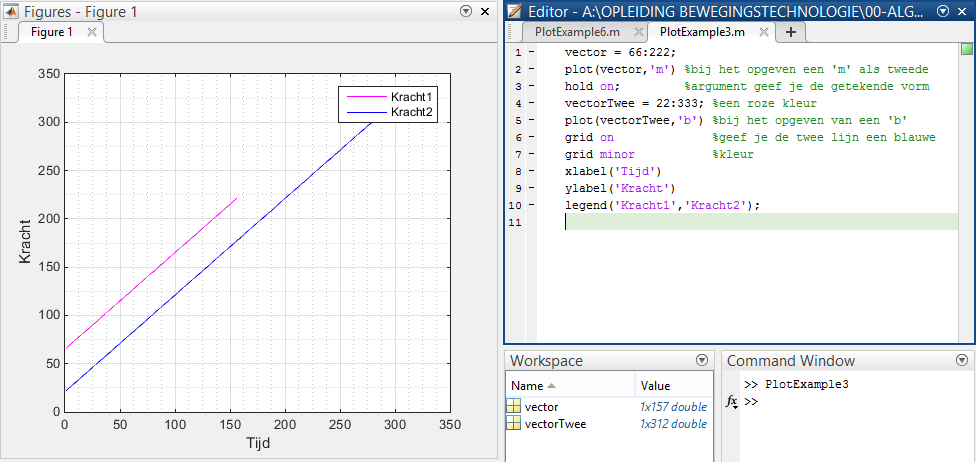 Figures - Figure 1
Figure 1
350
300
250
200
150
100
50
0
Kracht
Kracht1
Kracht2
0 50 100 150 200 250 300 350
Tijd
Editor - A:\OPLEIDING BEWEGINGSTECHNOLOGIE\00-ALG...
PlotExample6.m PlotExample3.m
1 - vector = 66:222;
2 - plot(vector,'m') %bij het opgeven een 'm' als tweede
3 - hold on; %argument geef je de getekende vorm
4 - vectorTwee = 22:333; %een roze kleur
5 - plot(vectorTwee,'b') %bij het opgeven van een 'b'
6 - grid on %geef je de twee lijn een blauwe
7 - grid minor %kleur
8 - xlabel('Tijd')
9 - ylabel('Kracht')
10 - legend('Kracht1','Kracht2');
11
Workspace
Name Value
vector 1x157 double
vectorTwee 1x312 double
Command Window
>> PlotExample3
fx >>